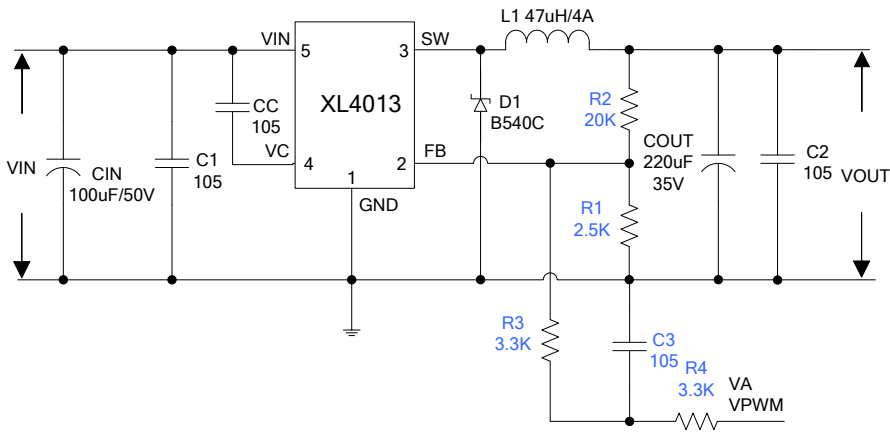 L1 47uH/4A
VIN
5
3
SW
XL4013
CC
105
D1
B540C
R2
20K
VC
4
2
FB
COUT
220uF
35V
C2
105
VIN
CIN
100uF/50V
C1
105
1
GND
R1
2.5K
VOUT
R3
3.3K
C3
105
R4
3.3K
VA
VPWM